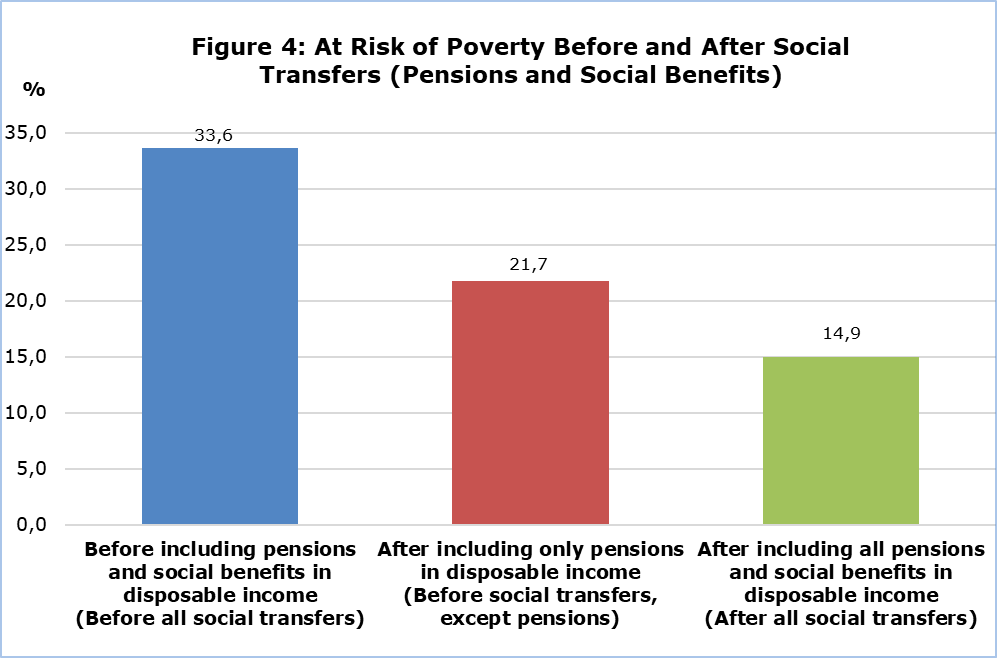 Figure 4: At Risk of Poverty Before and After Social
Transfers (Pensions and Social Benefits)
%
35,0
30,0
25,0
20,0
15,0
10,0
5,0
0,0
33,6
21,7
14,9
Before including pensions
and social benefits in
disposable income
(Before all social transfers)
After including only pensions
in disposable income
(Before social transfers,
except pensions)
After including all pensions
and social benefits in
disposable income
(After all social transfers)